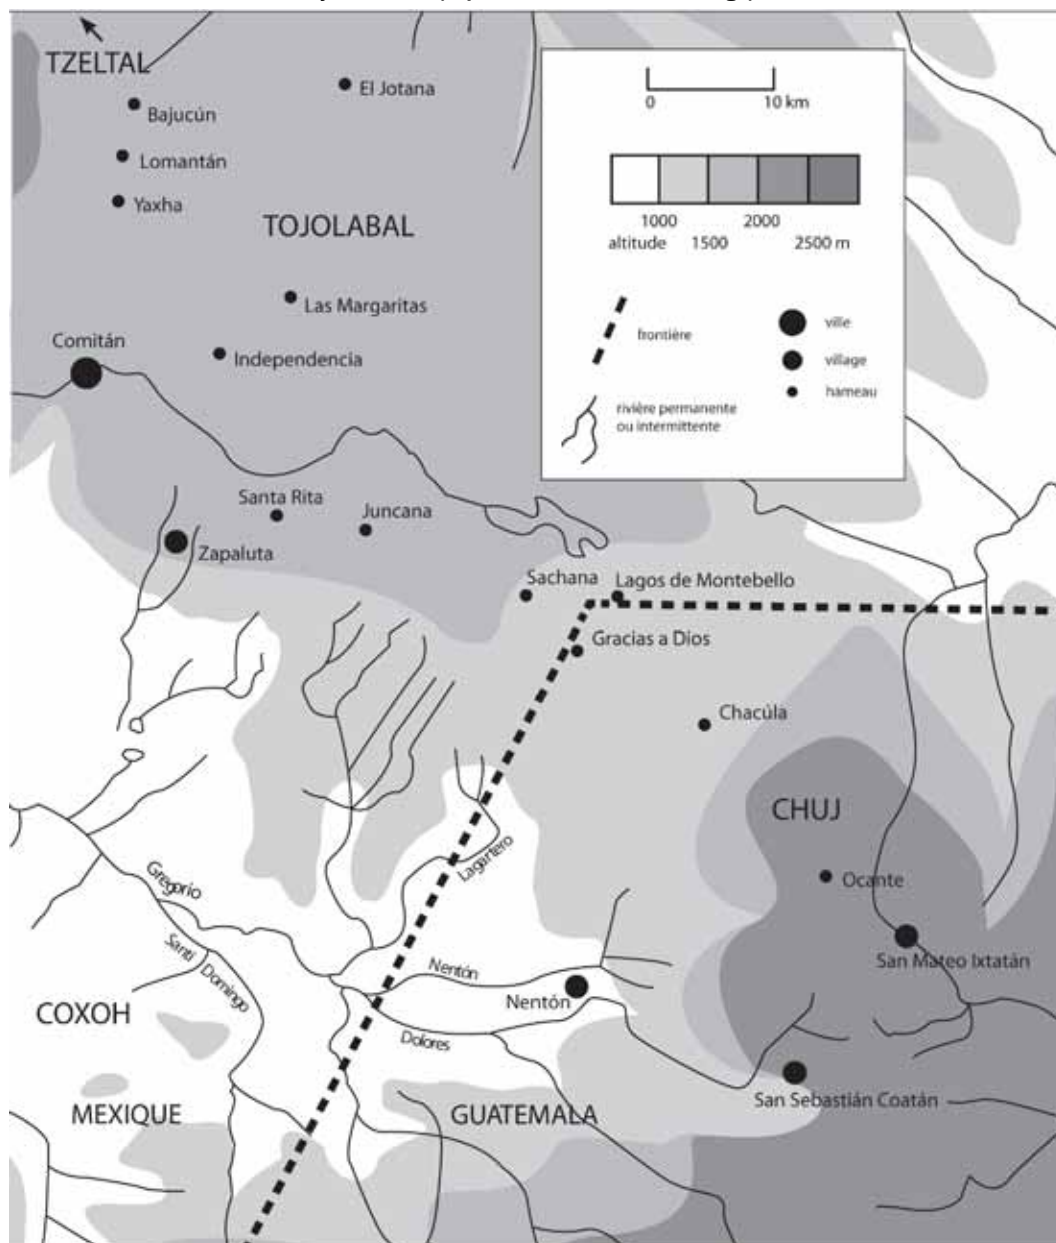 TZELTAL
El Jotana
Bajucún
Lomantán
Yaxha
TOJOLABAL
Las Margaritas
Comitán
Independencia
0 10 km
1000 2000
altitude 1500 2500 m
frontière
ville
village
hameau
rivière permanente
ou intermittente
Santa Rita
Juncana
Zapaluta
Sachana
Lagos de Montebello
Gracias a Dios
Chacúla
CHUJ
Lagartero
Ocante
Gregorio
San Mateo Ixtatán
Santi Domingo
Nentón
Nentón
COXOH
Dolores
San Sebastián Coatán
MEXIQUE
GUATEMALA